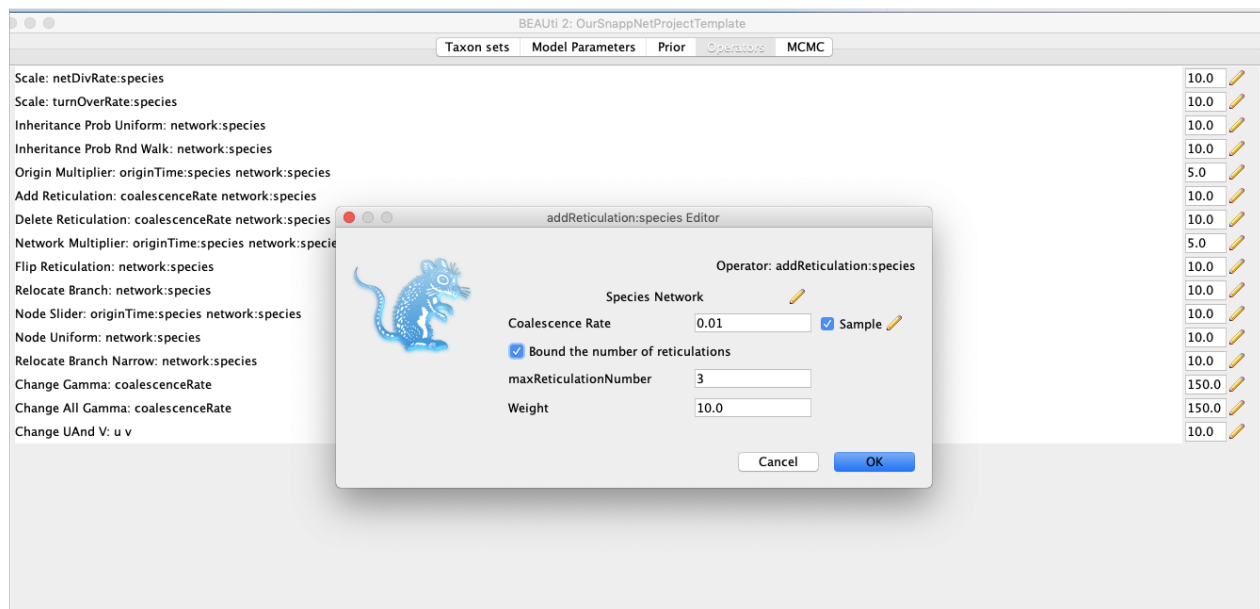 BEAUti 2: OurSnappNetProjectTemplate
Taxon sets Model Parameters Prior Operators MCMC
Scale: netDivRate:species 10.0
Scale: turnOverRate:species 10.0
Inheritance Prob Uniform: network:species 10.0
Inheritance Prob Rnd Walk: network:species 10.0
Origin Multiplier: originTime:species network:species 5.0
Add Reticulation: coalescenceRate network:species 10.0
Delete Reticulation: coalescenceRate network:species 10.0
Network Multiplier: originTime:species network:specie 5.0
Flip Reticulation: network:species 10.0
Relocate Branch: network:species 10.0
Node Slider: originTime:species network:species 10.0
Node Uniform: network:species 10.0
Relocate Branch Narrow: network:species 10.0
Change Gamma: coalescenceRate 150.0
Change All Gamma: coalescenceRate 150.0
Change UAnd V: u v 10.0
addReticulation:species Editor
Operator: addReticulation:species
Species Network
Coalescence Rate 0.01 Sample
Bound the number of reticulations
maxReticulationNumber 3
Weight 10.0
Cancel OK